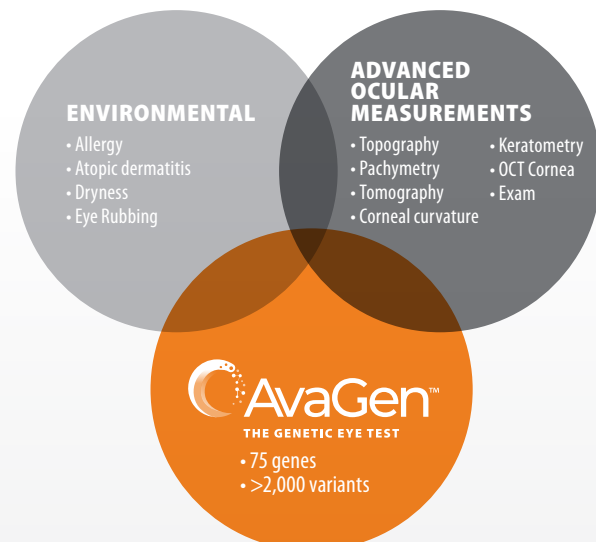 ENVIRONMENTAL
• Allergy
• Atopic dermatitis
• Dryness
• Eye Rubbing
ADVANCED
OCULAR
MEASUREMENTS
• Topography
• Pachymetry
• Tomography
• Corneal curvature
• Keratometry
• OCT Cornea
• Exam
AvaGen™
THE GENETIC EYE TEST
• 75 genes
• >2,000 variants